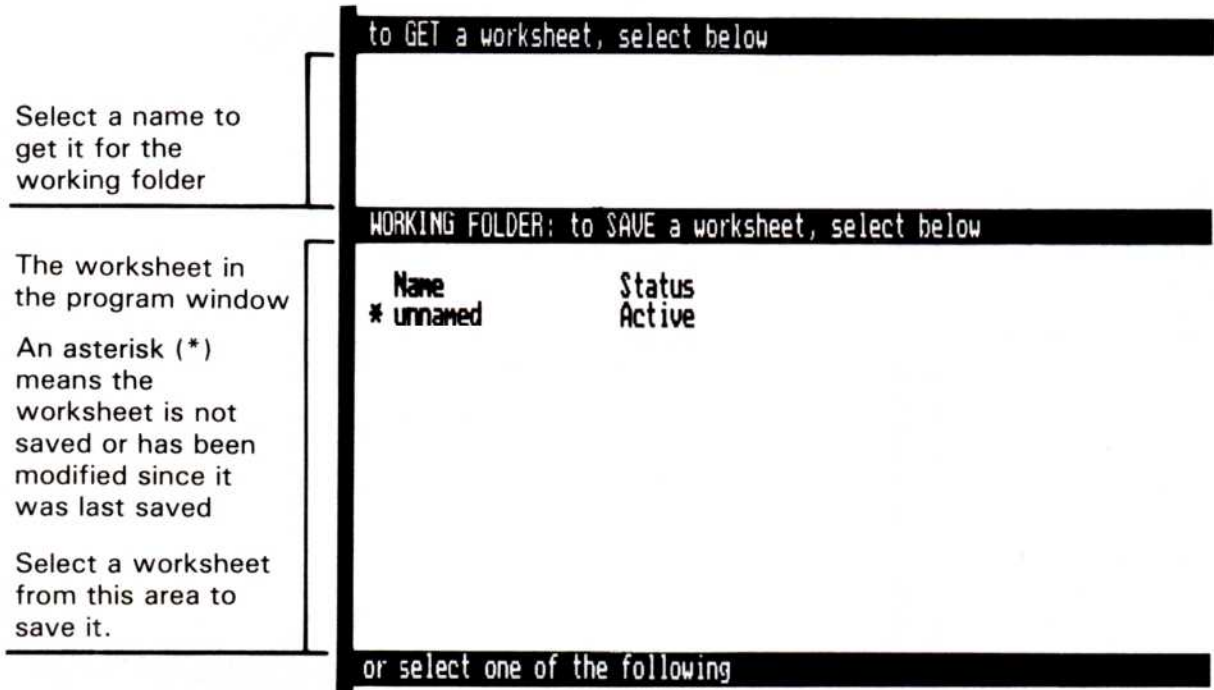 to GET a worksheet, select below
Select a name to
get it for the
working folder
WORKING FOLDER: to SAVE a worksheet, select below
The worksheet in
the program window
An asterisk (*)
means the
worksheet is not
saved or has been
modified since it
was last saved
Select a worksheet
from this area to
save it.
Name Status
* unnamed Active
or select one of the following